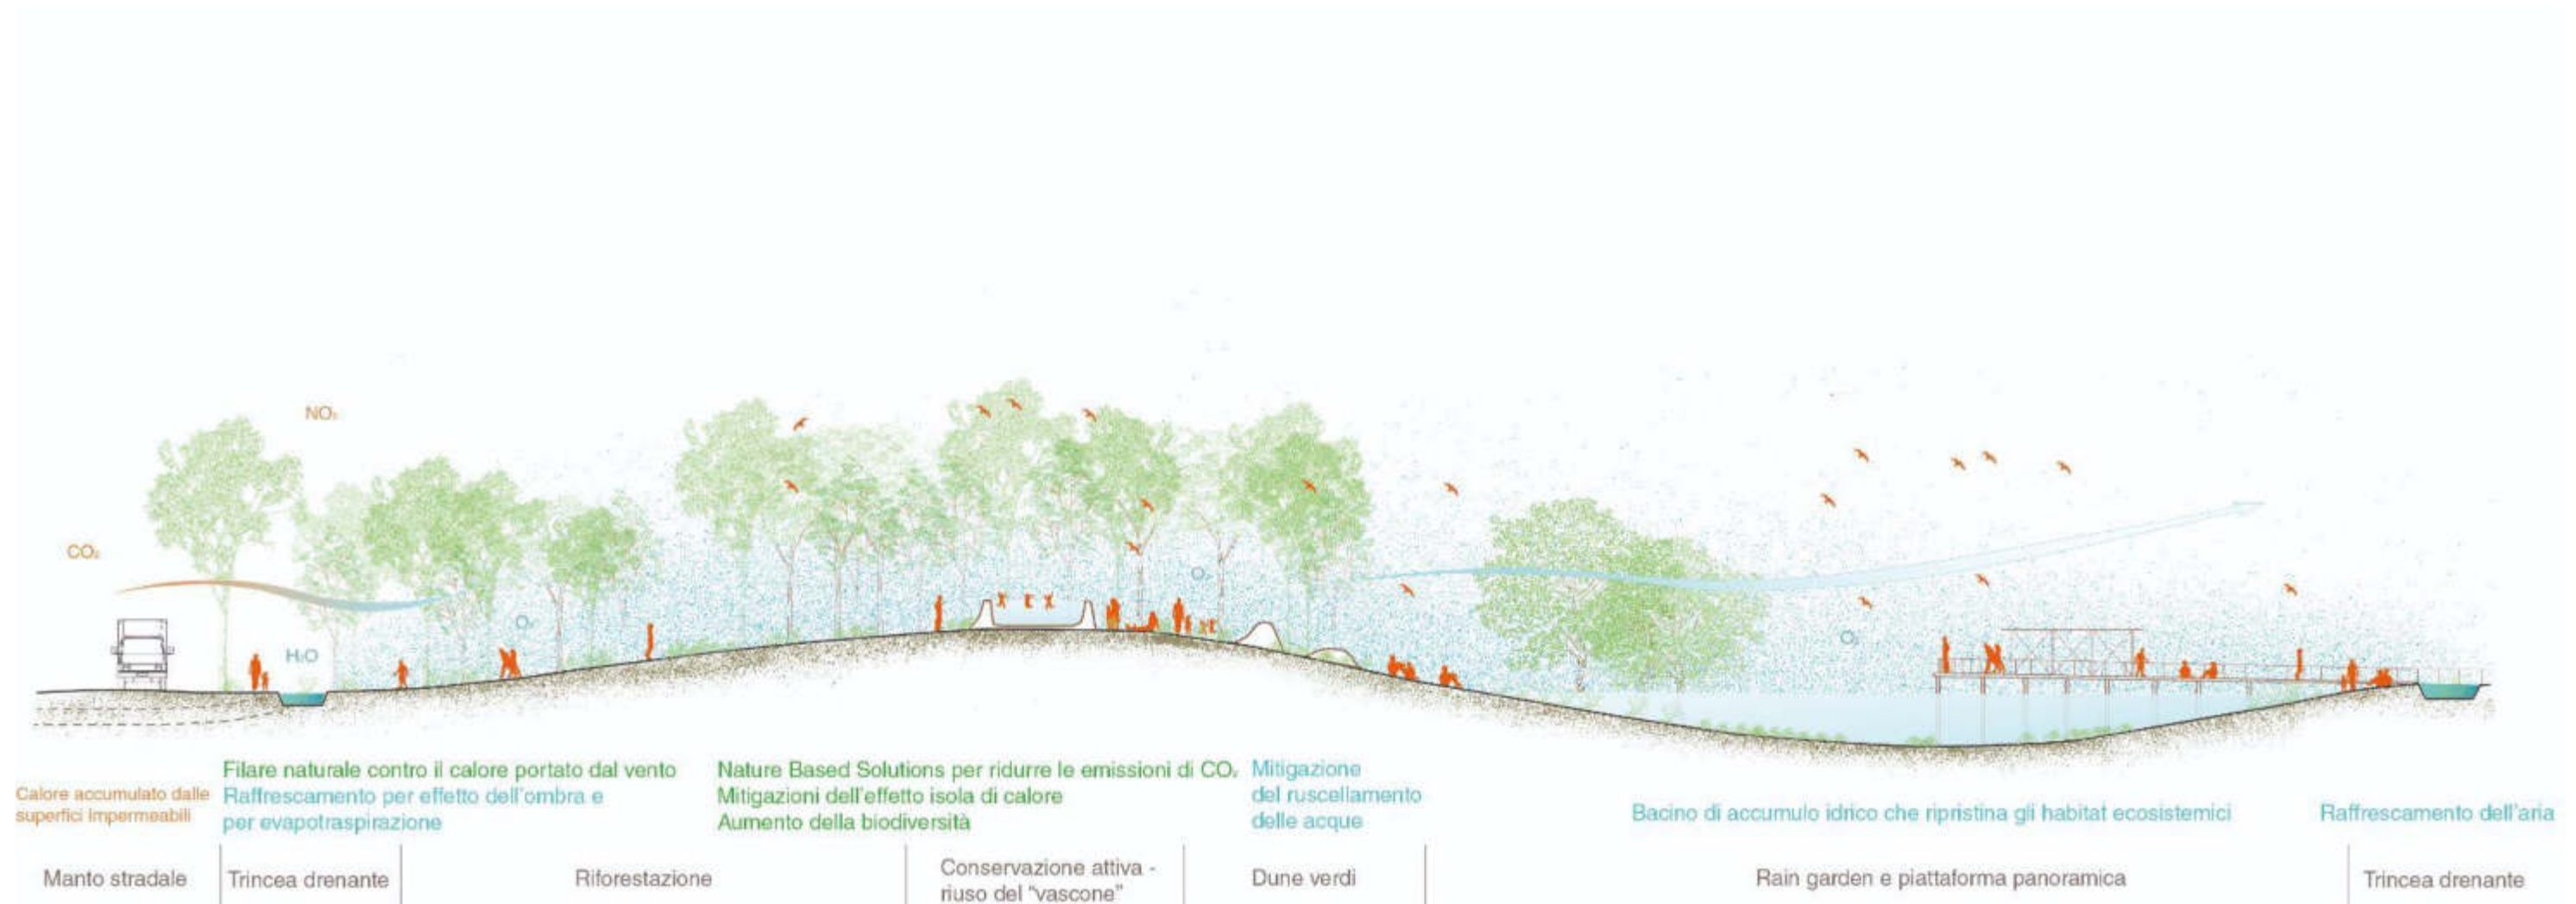 NO₂
CO₂
O₂
O₂
H₂O
O₂
Calore accumulato dalle
superfici impermeabili
Filare naturale contro il calore portato dal vento
Raffrescamento per effetto dell'ombra e
per evapotraspirazione
Nature Based Solutions per ridurre le emissioni di CO₂
Mitigazioni dell'effetto isola di calore
Aumento della biodiversità
Mitigazione
del ruscellamento
delle acque
Bacino di accumulo idrico che ripristina gli habitat ecosistemici
Raffrescamento dell'aria
Manto stradale
Trincea drenante
Riforestazione
Conservazione attiva -
riuso del "vascone"
Dune verdi
Rain garden e piattaforma panoramica
Trincea drenante